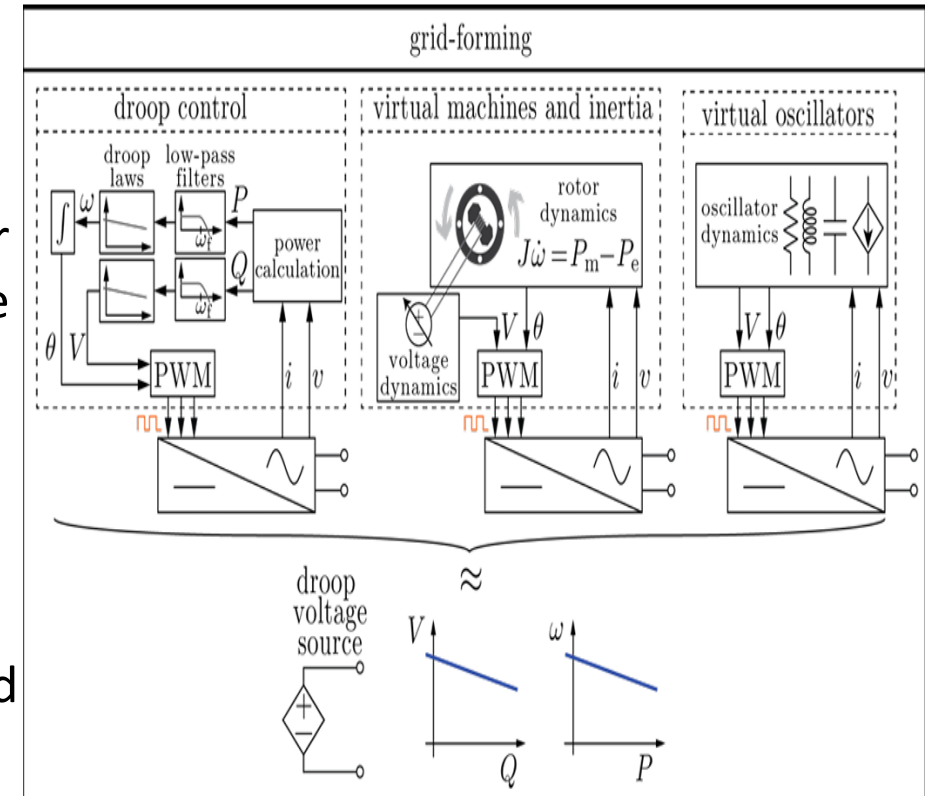 grid-forming
droop control
droop laws
low-pass filters
ω
P
ω_f
∫
power calculation
Q
ω_f
θ
V
PWM
i
v
virtual machines and inertia
rotor dynamics
Jω̇ = P_m − P_e
voltage dynamics
V
θ
PWM
i
v
virtual oscillators
oscillator dynamics
V
θ
PWM
i
v
r
e
d
≈
droop voltage source
V
Q
ω
P